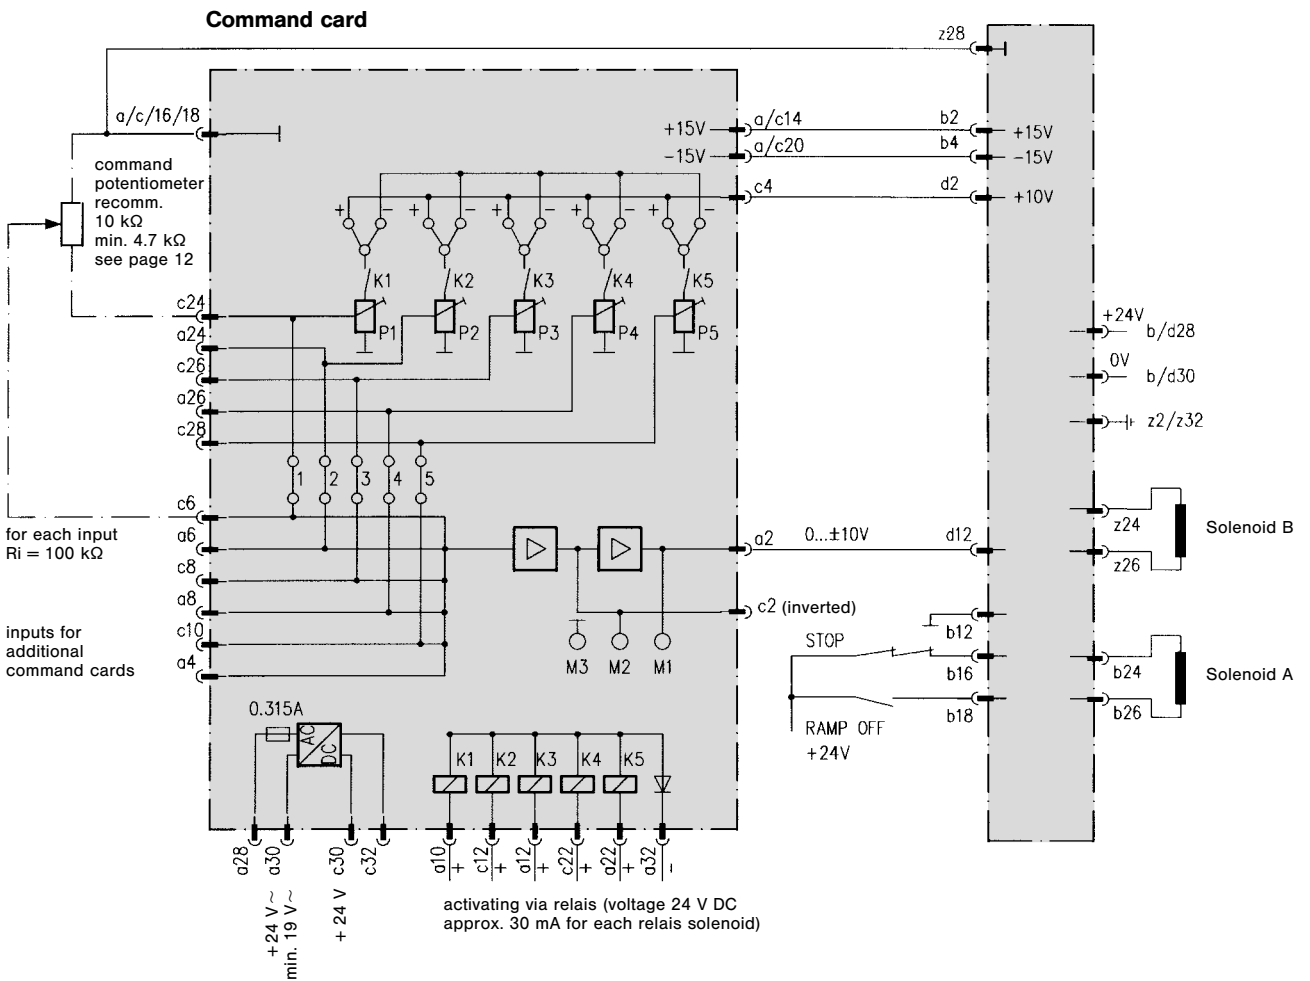 Command card
z28
a/c/16/18
+15V
a/c14
b2
+15V
-15V
a/c20
b4
-15V
c4
d2
+10V
command
potentiometer
recomm.
10 kΩ
min. 4.7 kΩ
see page 12
+ - + - + - + - + -
K1 K2 K3 K4 K5
P1 P2 P3 P4 P5
c24
a24
c26
a26
c28
+24V
b/d28
0V
b/d30
z2/z32
1 2 3 4 5
c6
for each input
Ri = 100 kΩ
a6
c8
a8
c10
a4
inputs for
additional
command cards
a2
0...±10V
d12
z24
z26
Solenoid B
c2 (inverted)
b12
M3 M2 M1
STOP
b16
b24
Solenoid A
b18
b26
RAMP OFF
+24V
0.315A
AC
DC
K1 K2 K3 K4 K5
a28 a30 c30 c32
a10 c12 a12 c22 a22 a32
+ + + + + -
+24 V ~
min. 19 V ~
+ 24 V
activating via relais (voltage 24 V DC
approx. 30 mA for each relais solenoid)